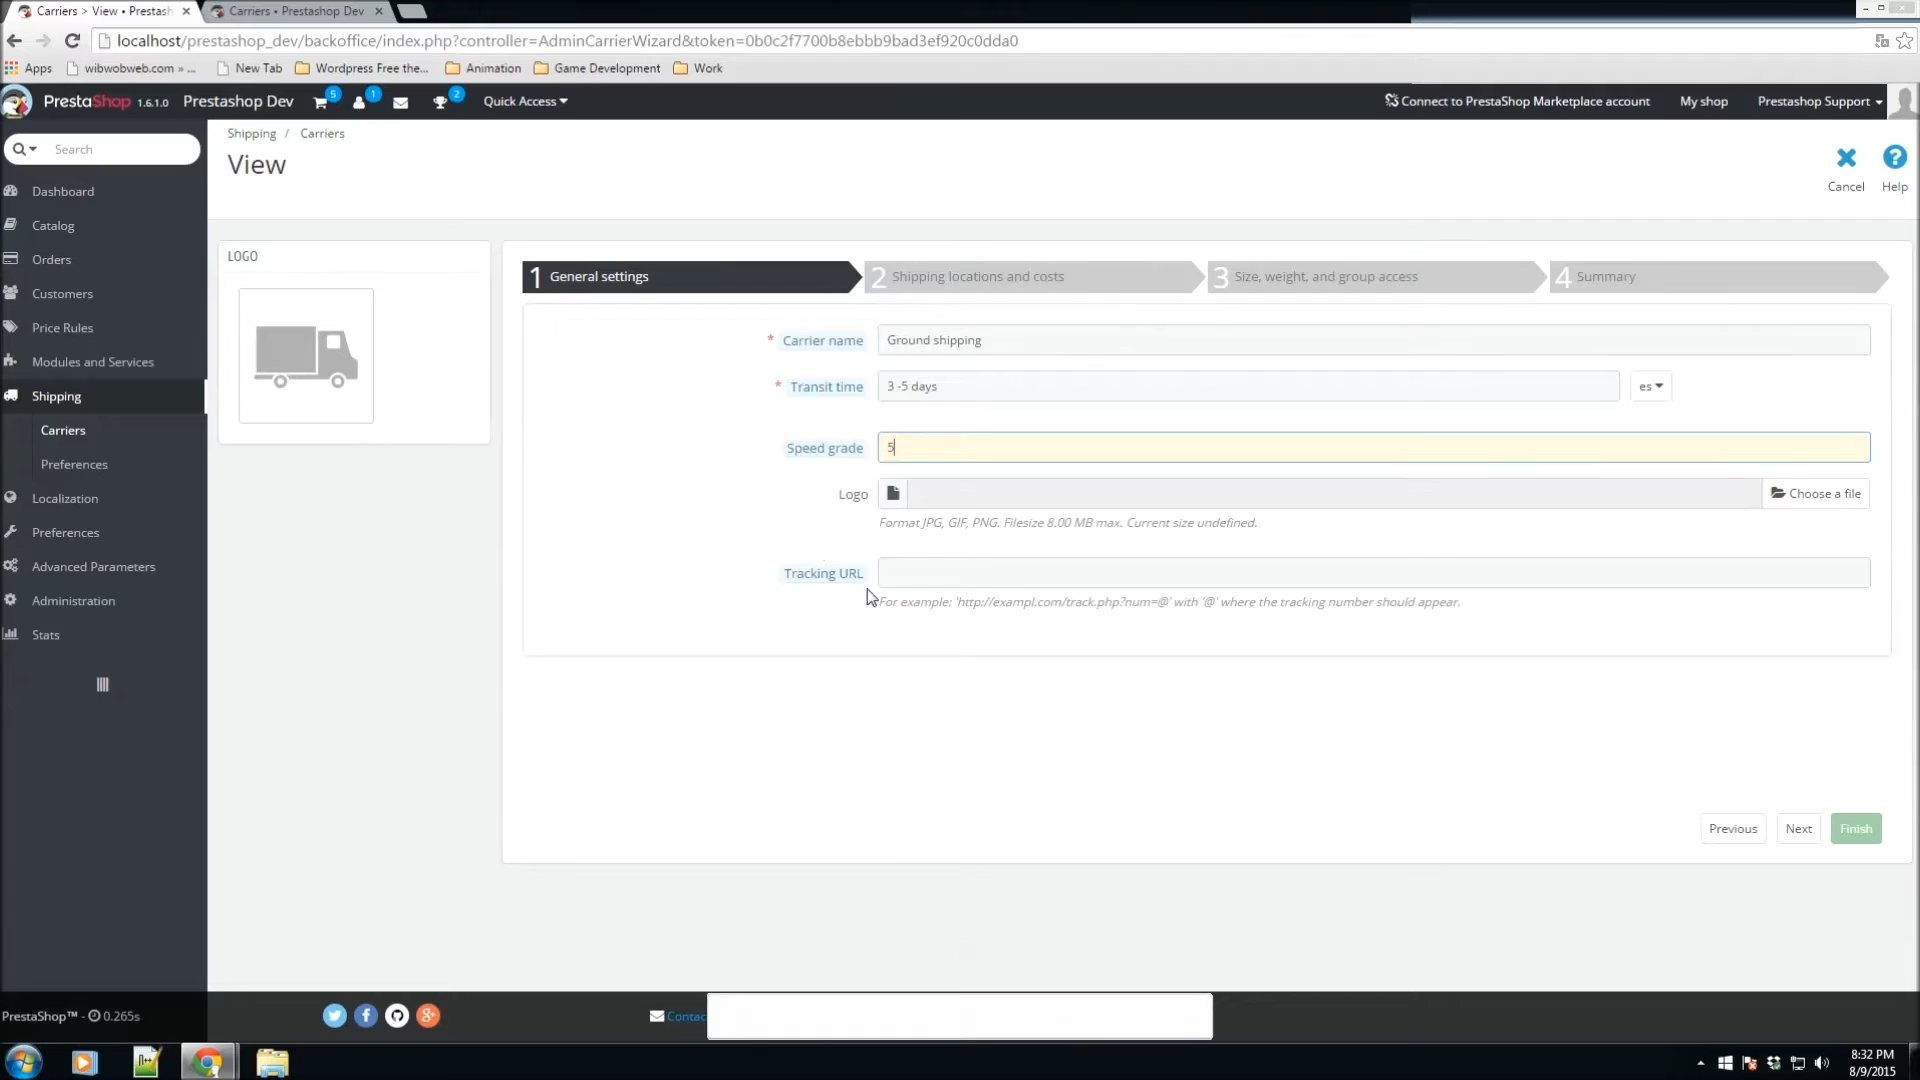 Carriers > View • Prestash
Carriers • Prestashop Dev
localhost/prestashop_dev/backoffice/index.php?controller=AdminCarrierWizard&token=0b0c2f7700b8ebbb9bad3ef920c0dda0
Apps wibwobweb.com » ... New Tab Wordpress Free the... Animation Game Development Work
PrestaShop 1.6.1.0 Prestashop Dev 5 1 2 Quick Access Connect to PrestaShop Marketplace account My shop Prestashop Support
Search
Dashboard
Catalog
Orders
Customers
Price Rules
Modules and Services
Shipping
Carriers
Preferences
Localization
Preferences
Advanced Parameters
Administration
Stats
Shipping / Carriers
View
Cancel
Help
LOGO
1 General settings
2 Shipping locations and costs
3 Size, weight, and group access
4 Summary
* Carrier name Ground shipping
* Transit time 3 -5 days es
Speed grade 5
Logo Choose a file
Format JPG, GIF, PNG. Filesize 8.00 MB max. Current size undefined.
Tracking URL
For example: 'http://exampl.com/track.php?num=@' with '@' where the tracking number should appear.
Previous Next Finish
PrestaShop™ - 0.265s
Contac
8:32 PM
8/9/2015